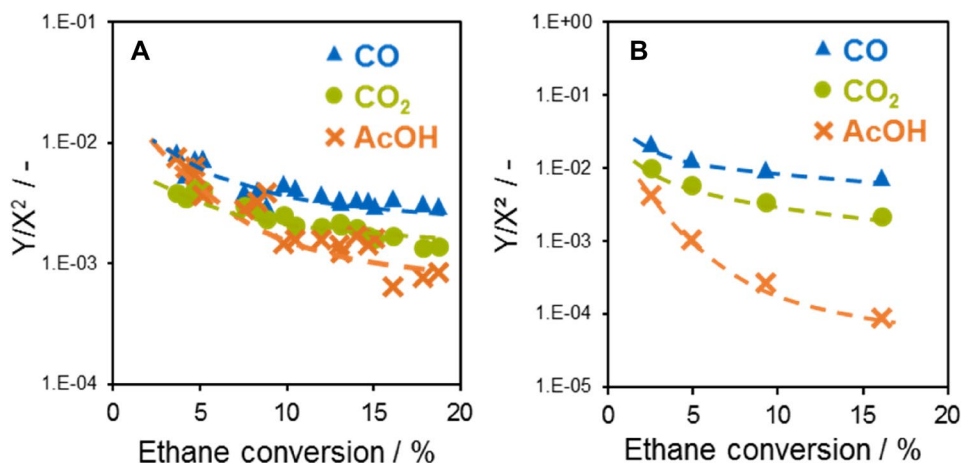 1.E-01
A
CO
CO₂
AcOH
1.E-02
1.E-03
1.E-04
Y/X² / -
0
5
10
15
20
Ethane conversion / %
1.E+00
B
CO
CO₂
AcOH
1.E-01
1.E-02
1.E-03
1.E-04
1.E-05
Y/X² / -
0
5
10
15
20
Ethane conversion / %